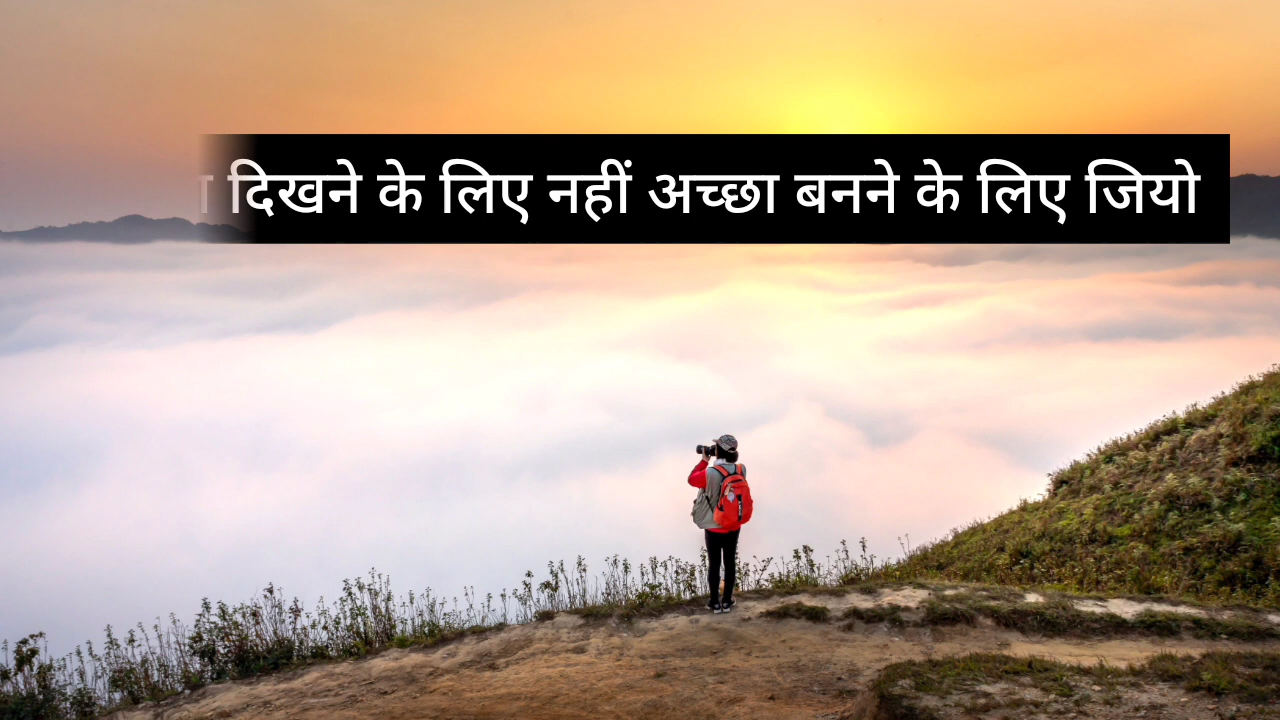 दिखने के लिए नहीं अच्छा बनने के लिए जियो